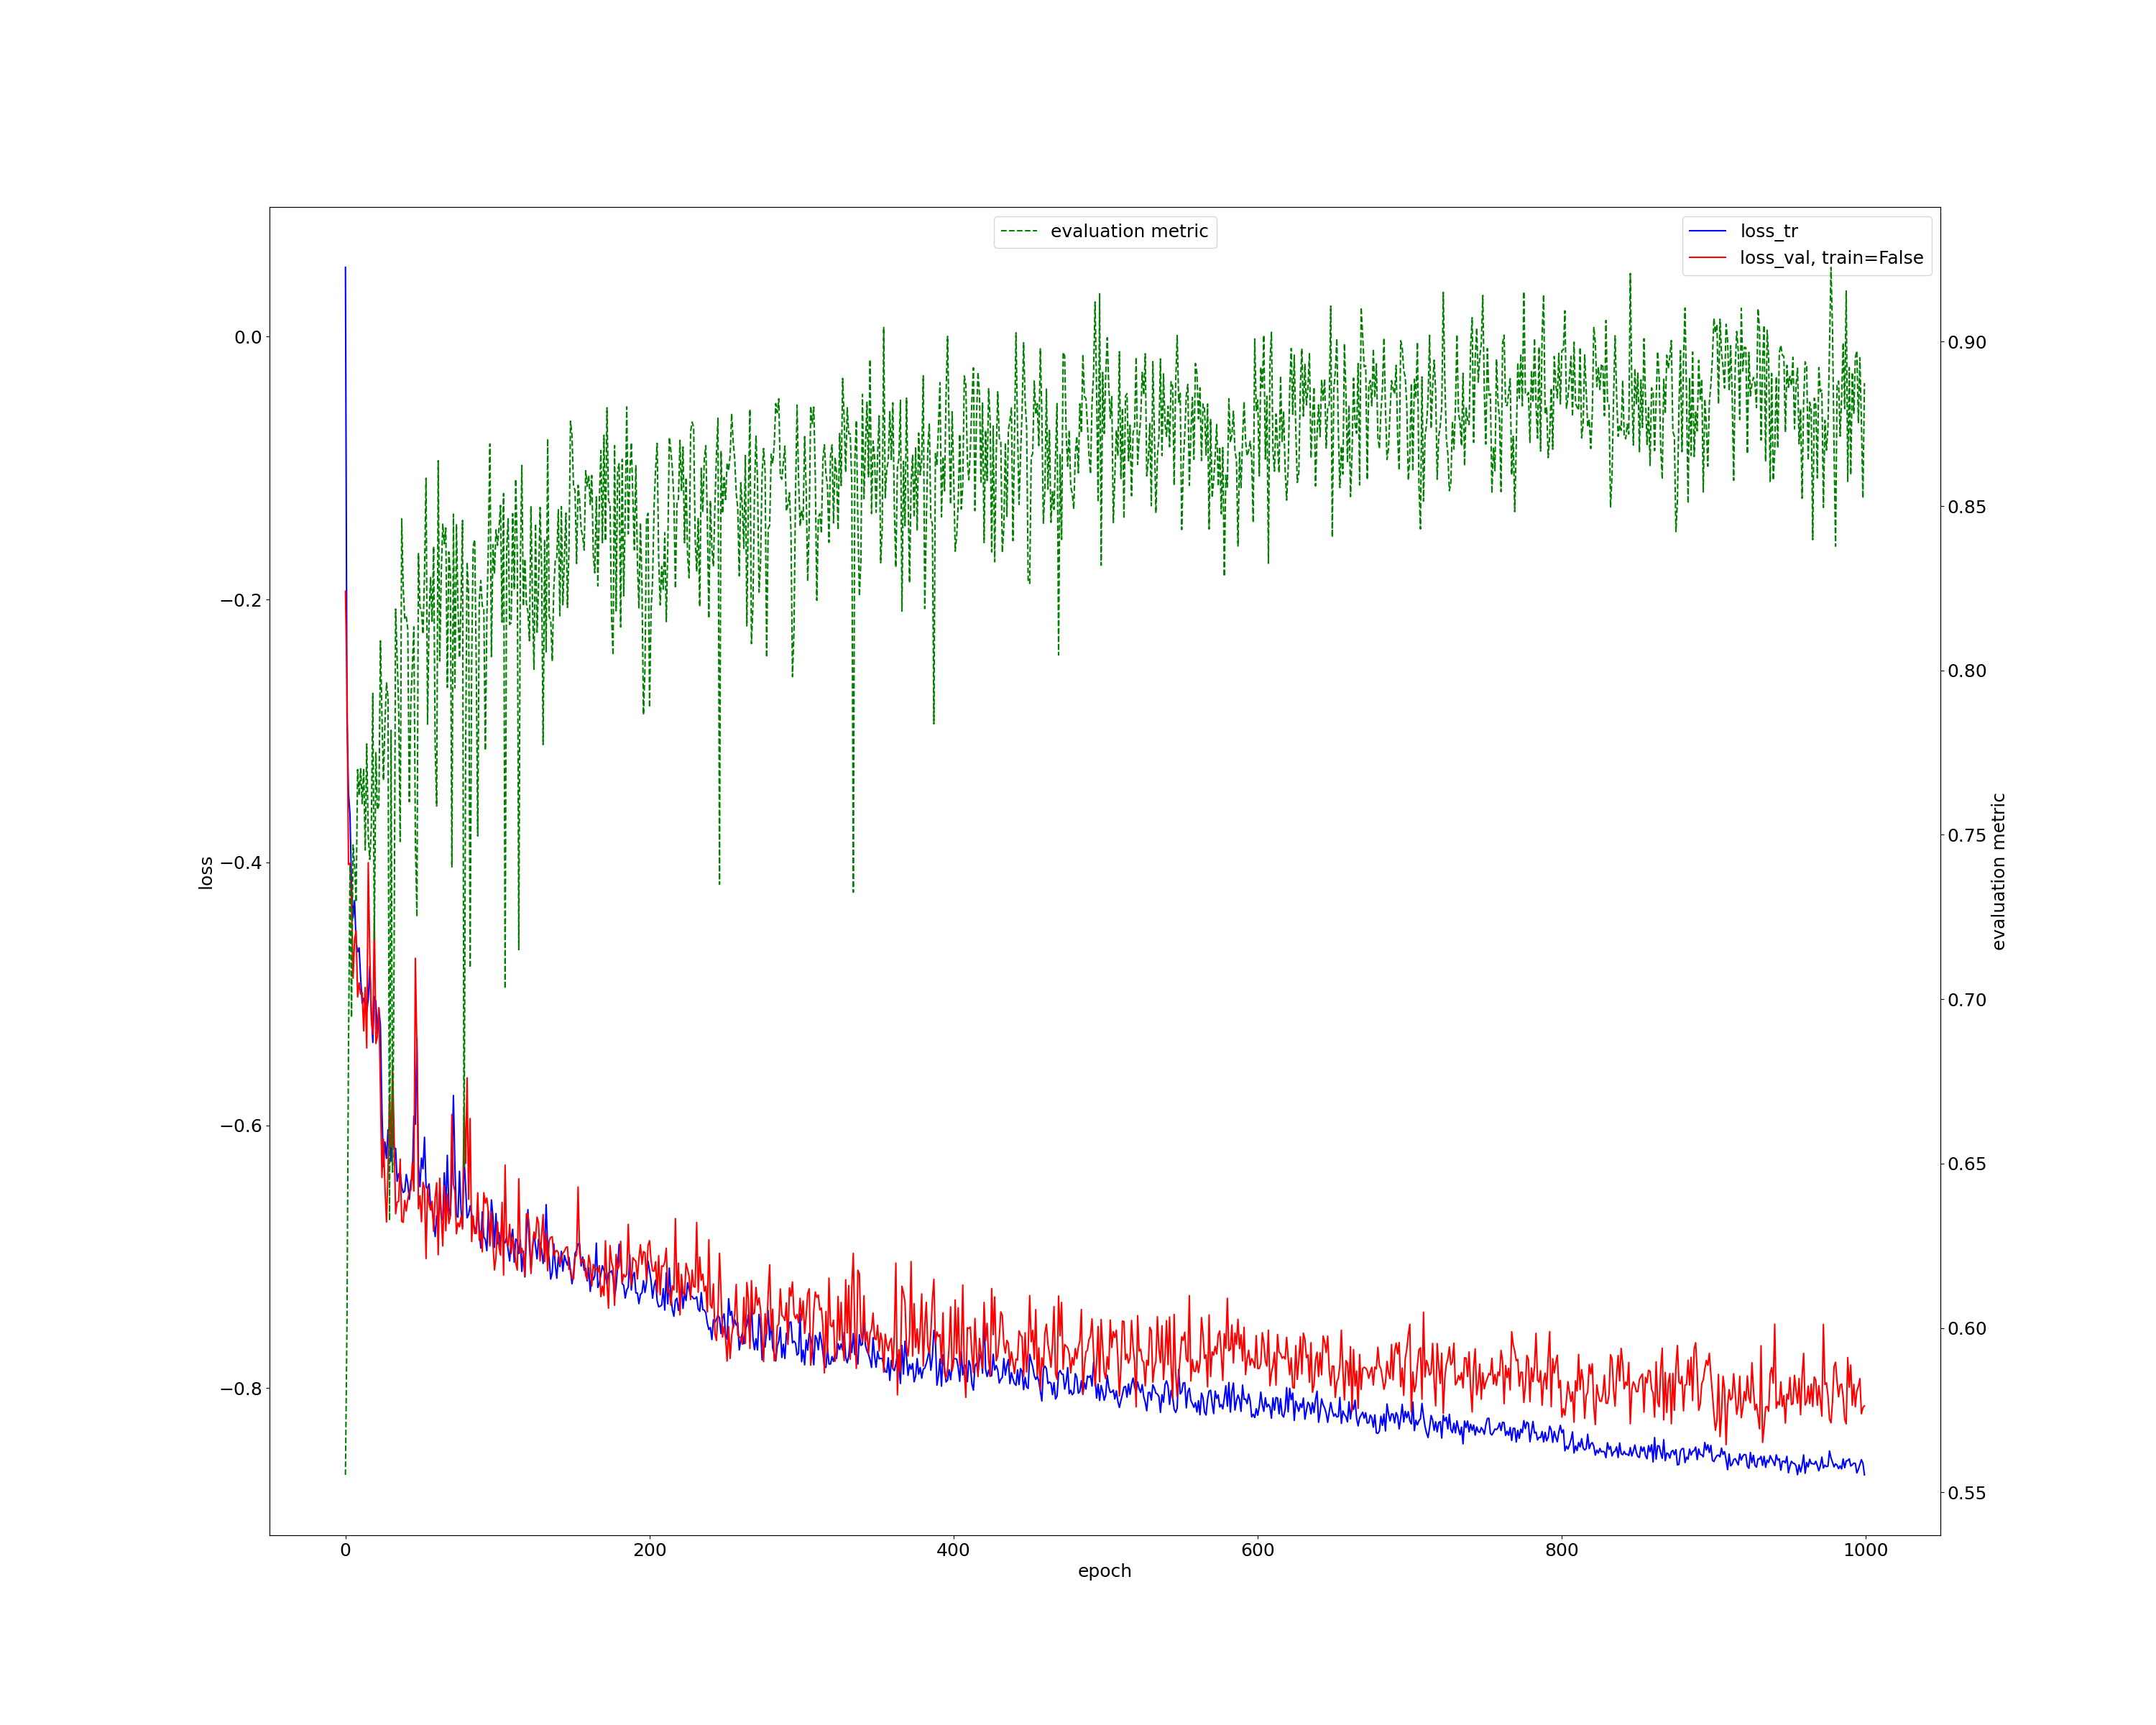 evaluation metric
loss_tr
loss_val, train=False
0.0
−0.2
−0.4
−0.6
−0.8
loss
0.90
0.85
0.80
0.75
0.70
0.65
0.60
0.55
evaluation metric
0 200 400 600 800 1000
epoch